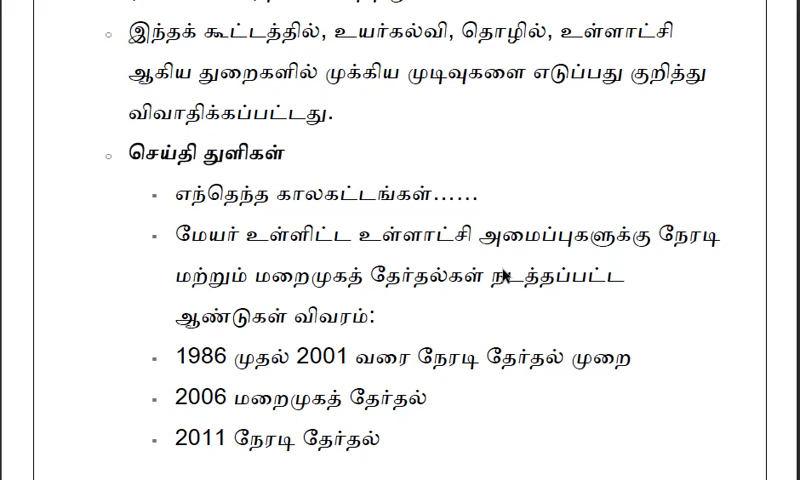 இந்தக் கூட்டத்தில், உயர்கல்வி, தொழில், உள்ளாட்சி
ஆகிய துறைகளில் முக்கிய முடிவுகளை எடுப்பது குறித்து
விவாதிக்கப்பட்டது.
செய்தி துளிகள்
எந்தெந்த காலகட்டங்கள்......
மேயர் உள்ளிட்ட உள்ளாட்சி அமைப்புகளுக்கு நேரடி
மற்றும் மறைமுகத் தேர்தல்கள் நடத்தப்பட்ட
ஆண்டுகள் விவரம்:
1986 முதல் 2001 வரை நேரடி தேர்தல் முறை
2006 மறைமுகத் தேர்தல்
2011 நேரடி தேர்தல்